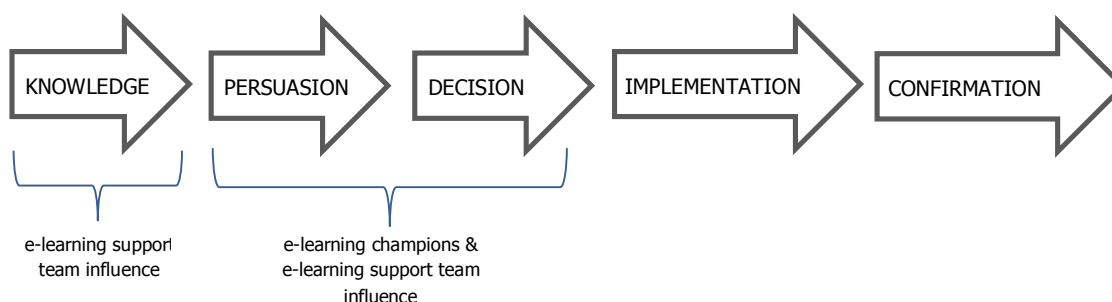 KNOWLEDGE
PERSUASION
DECISION
IMPLEMENTATION
CONFIRMATION
e-learning support
team influence
e-learning champions &
e-learning support team
influence